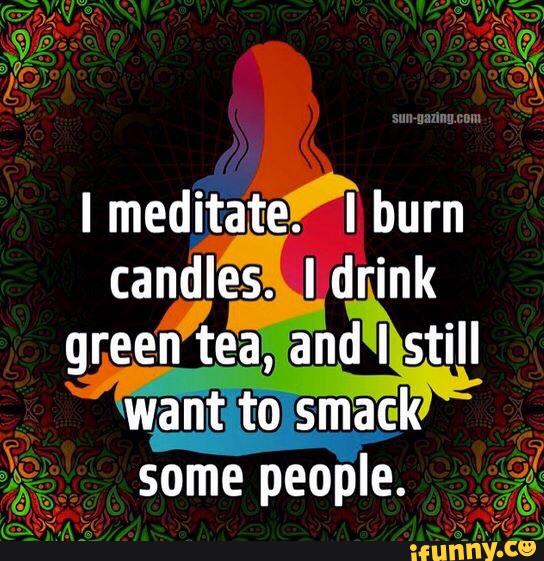 sun-gazing.com
I meditate. I burn
candles. I drink
green tea, and I still
want to smack
some people.
ifunny.co